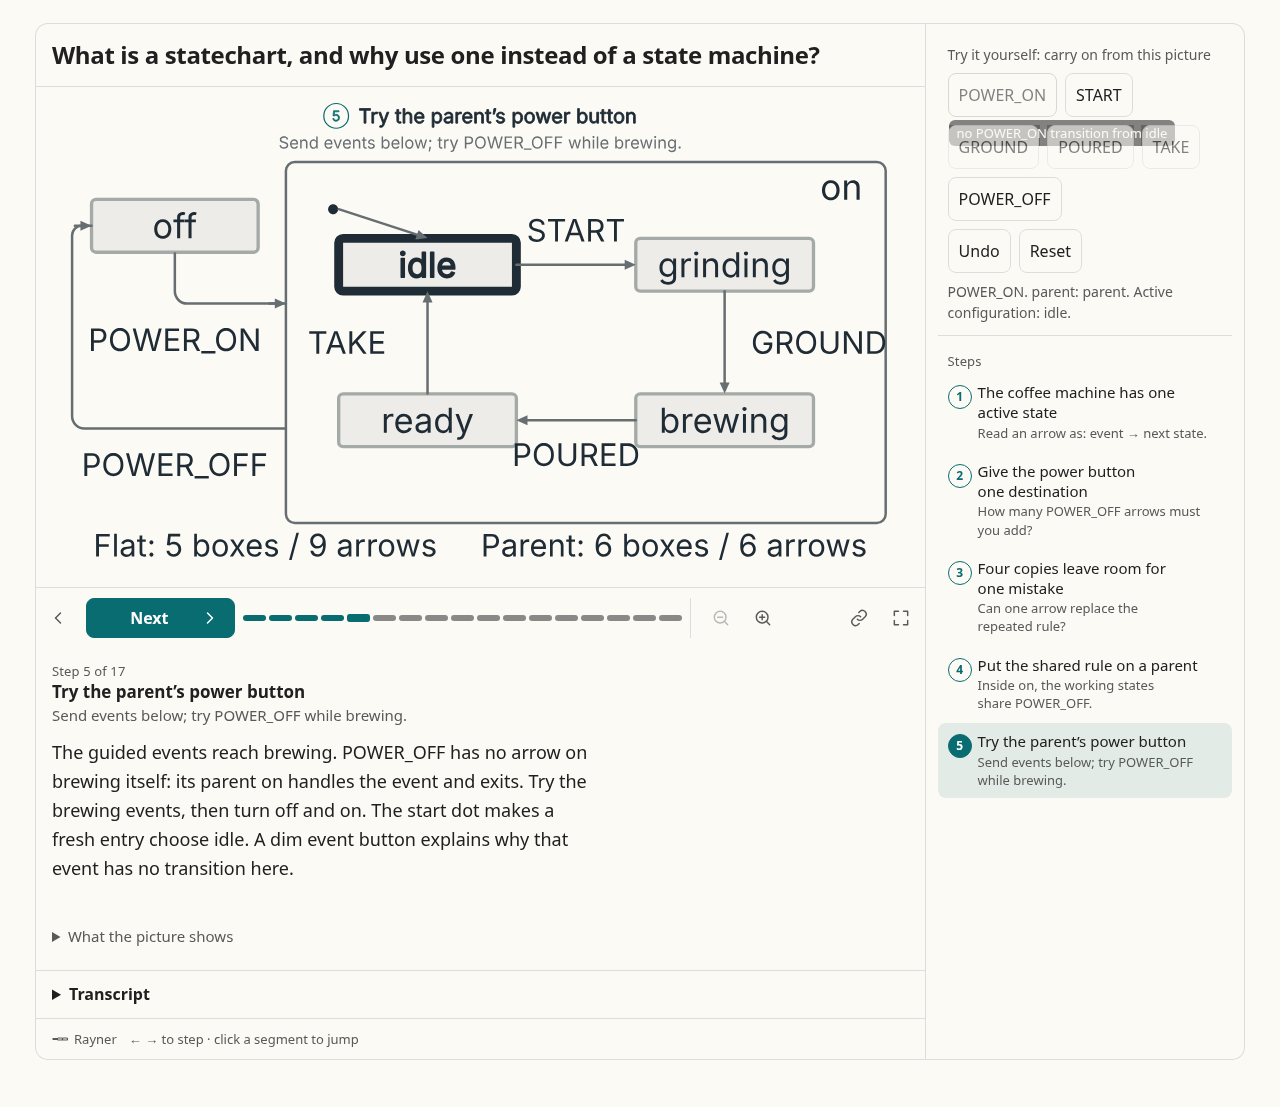 What is a statechart, and why use one instead of a state machine?
5 Try the parent’s power button
Send events below; try POWER_OFF while brewing.
on
off
START
idle
grinding
POWER_ON
TAKE
GROUND
ready
brewing
POURED
POWER_OFF
Flat: 5 boxes / 9 arrows
Parent: 6 boxes / 6 arrows
Next
Step 5 of 17
Try the parent’s power button
Send events below; try POWER_OFF while brewing.
The guided events reach brewing. POWER_OFF has no arrow on
brewing itself: its parent on handles the event and exits. Try the
brewing events, then turn off and on. The start dot makes a
fresh entry choose idle. A dim event button explains why that
event has no transition here.
What the picture shows
Transcript
Rayner ← → to step · click a segment to jump
Try it yourself: carry on from this picture
POWER_ON START
no POWER_ON transition from idle
GROUND POURED TAKE
POWER_OFF
Undo Reset
POWER_ON. parent: parent. Active
configuration: idle.
Steps
1 The coffee machine has one
active state
Read an arrow as: event → next state.
2 Give the power button
one destination
How many POWER_OFF arrows must
you add?
3 Four copies leave room for
one mistake
Can one arrow replace the
repeated rule?
4 Put the shared rule on a parent
Inside on, the working states
share POWER_OFF.
5 Try the parent’s power button
Send events below; try POWER_OFF
while brewing.